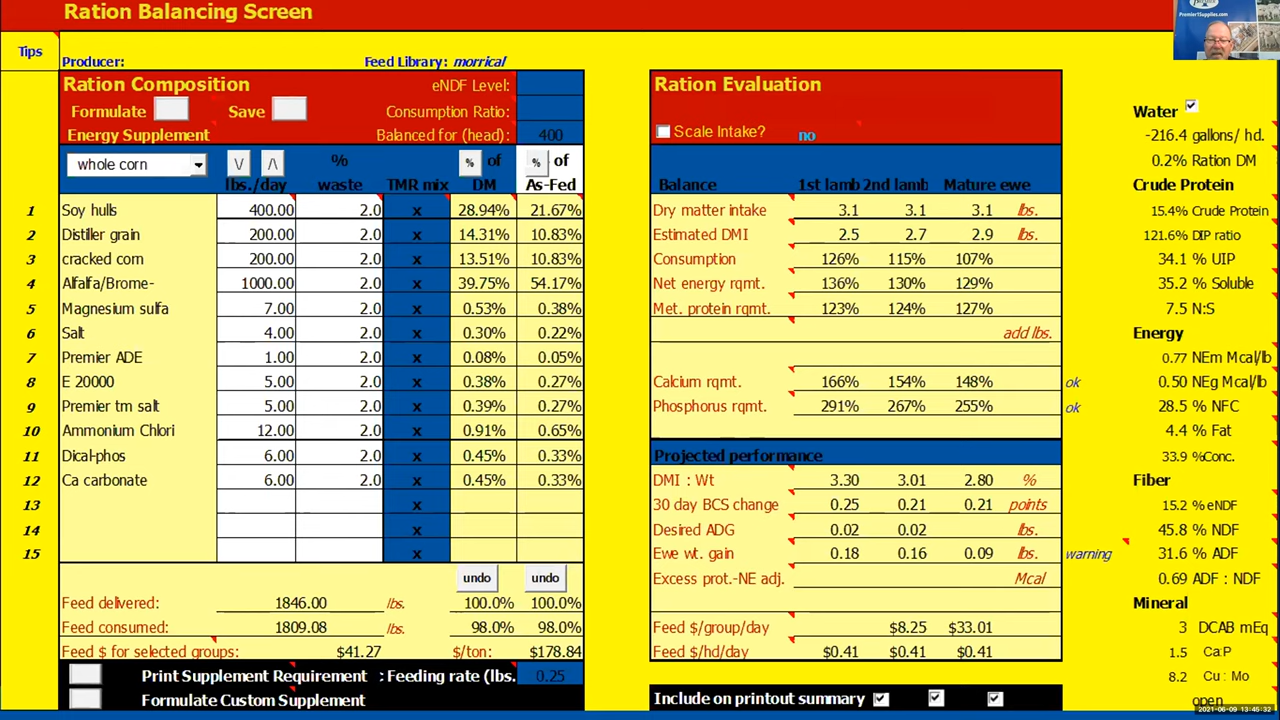 Ration Balancing Screen
Premier1Supplies.com
Tips
Producer:
Feed Library: morrical
Ration Composition
eNDF Level:
Formulate
Save
Consumption Ratio:
Energy Supplement
Balanced for (head):
400
whole corn
\/
/\
%
% of
% of
lbs./day
waste
TMR mix
DM
As-Fed
1 Soy hulls 400.00 2.0 x 28.94% 21.67%
2 Distiller grain 200.00 2.0 x 14.31% 10.83%
3 cracked corn 200.00 2.0 x 13.51% 10.83%
4 Alfalfa/Brome- 1000.00 2.0 x 39.75% 54.17%
5 Magnesium sulfa 7.00 2.0 x 0.53% 0.38%
6 Salt 4.00 2.0 x 0.30% 0.22%
7 Premier ADE 1.00 2.0 x 0.08% 0.05%
8 E 20000 5.00 2.0 x 0.38% 0.27%
9 Premier tm salt 5.00 2.0 x 0.39% 0.27%
10 Ammonium Chlori 12.00 2.0 x 0.91% 0.65%
11 Dical-phos 6.00 2.0 x 0.45% 0.33%
12 Ca carbonate 6.00 2.0 x 0.45% 0.33%
13 x
14 x
15 x
undo undo
Feed delivered: 1846.00 lbs. 100.0% 100.0%
Feed consumed: 1809.08 lbs. 98.0% 98.0%
Feed $ for selected groups: $41.27 $/ton: $178.84
Print Supplement Requirement : Feeding rate (lbs. 0.25
Formulate Custom Supplement
Ration Evaluation
Scale Intake? no
Balance 1st lamb 2nd lamb Mature ewe
Dry matter intake 3.1 3.1 3.1 lbs.
Estimated DMI 2.5 2.7 2.9 lbs.
Consumption 126% 115% 107%
Net energy rqmt. 136% 130% 129%
Met. protein rqmt. 123% 124% 127%
add lbs.
Calcium rqmt. 166% 154% 148% ok
Phosphorus rqmt. 291% 267% 255% ok
Projected performance
DMI : Wt 3.30 3.01 2.80 %
30 day BCS change 0.25 0.21 0.21 points
Desired ADG 0.02 0.02 lbs.
Ewe wt. gain 0.18 0.16 0.09 lbs. warning
Excess prot.-NE adj. Mcal
Feed $/group/day $8.25 $33.01
Feed $/hd/day $0.41 $0.41 $0.41
Include on printout summary
Water
-216.4 gallons/ hd.
0.2% Ration DM
Crude Protein
15.4% Crude Protein
121.6% DIP ratio
34.1 % UIP
35.2 % Soluble
7.5 N:S
Energy
0.77 NEm Mcal/lb
0.50 NEg Mcal/lb
28.5 % NFC
4.4 % Fat
33.9 %Conc.
Fiber
15.2 % eNDF
45.8 % NDF
31.6 % ADF
0.69 ADF : NDF
Mineral
3 DCAB mEq
1.5 Ca:P
8.2 Cu : Mo
open
2021-06-09 13:45:32